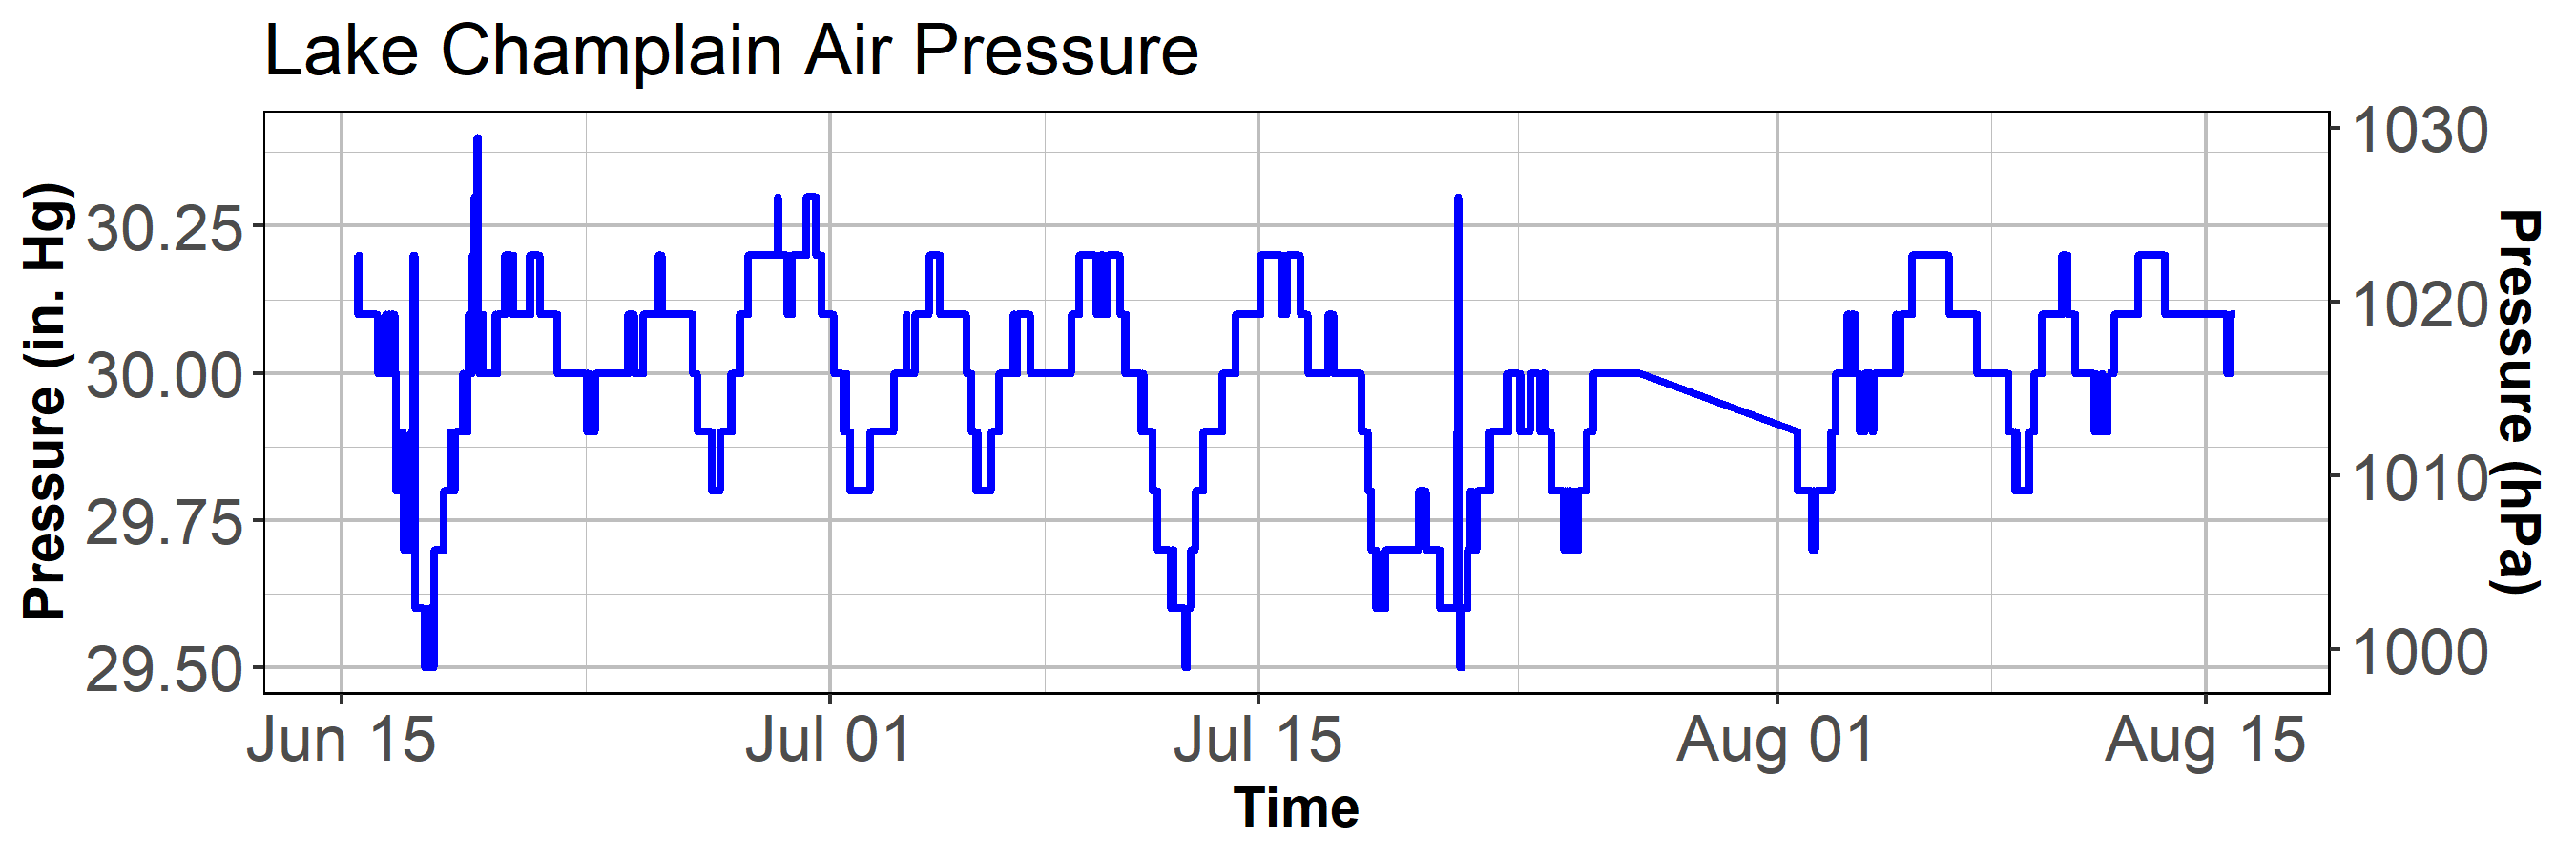 Lake Champlain Air Pressure
Pressure (in. Hg)
30.25
30.00
29.75
29.50
1030
1020
1010
1000
Pressure (hPa)
Jun 15 Jul 01 Jul 15 Aug 01 Aug 15
Time